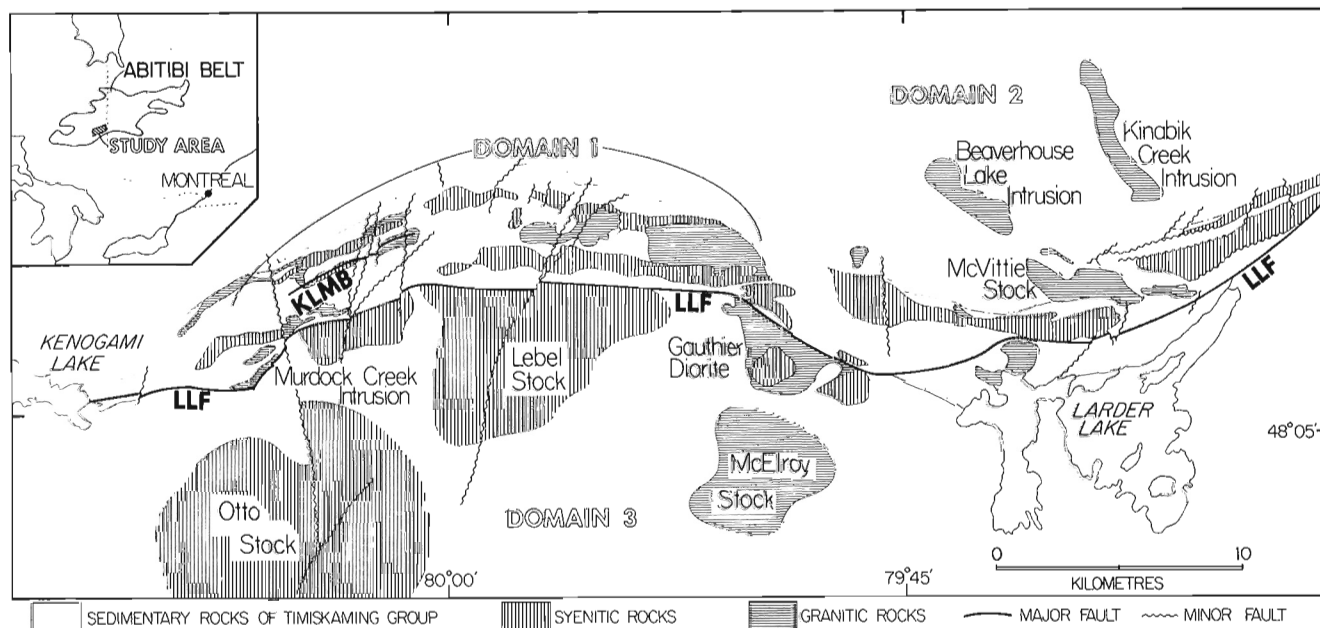 ABITIBI BELT
STUDY AREA
MONTRÉAL
DOMAIN 1
DOMAIN 2
Kinabik
Creek
Intrusion
Beaverhouse
Lake
Intrusion
KLMB
McVittie
Stock
LLF
KENOGAMI
LAKE
LLF
Murdock Creek
Intrusion
Lebel
Stock
LLF
Gauthier
Diorite
LARDER
LAKE
48°05'
McElroy
Stock
Otto
Stock
DOMAIN 3
80°00'
79°45'
0 10
KILOMETRES
SEDIMENTARY ROCKS OF TIMISKAMING GROUP SYENITIC ROCKS GRANITIC ROCKS MAJOR FAULT MINOR FAULT